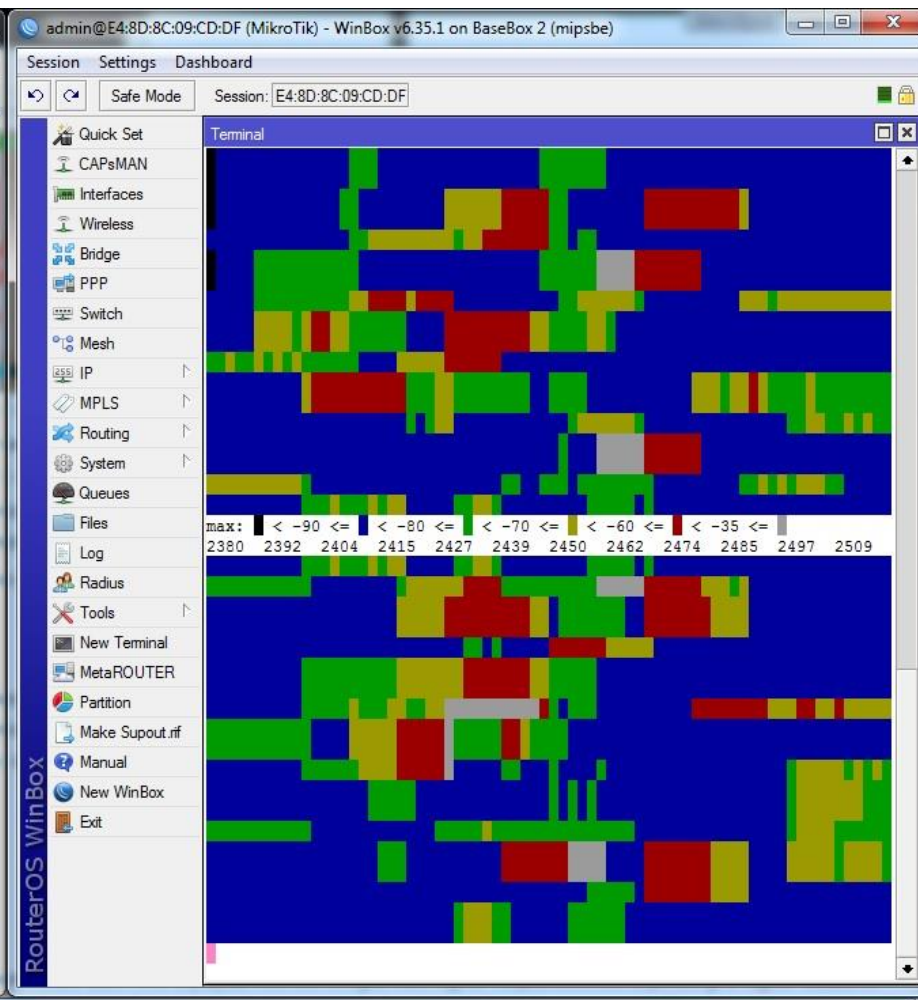 admin@E4:8D:8C:09:CD:DF (MikroTik) - WinBox v6.35.1 on BaseBox 2 (mipsbe)
Session Settings Dashboard
Safe Mode Session: E4:8D:8C:09:CD:DF
Quick Set
CAPsMAN
Interfaces
Wireless
Bridge
PPP
Switch
Mesh
IP
MPLS
Routing
System
Queues
Files
Log
Radius
Tools
New Terminal
MetaROUTER
Partition
Make Supout.rif
Manual
New WinBox
Exit
RouterOS WinBox
Terminal
max: < -90 <= < -80 <= < -70 <= < -60 <= < -35 <=
2380 2392 2404 2415 2427 2439 2450 2462 2474 2485 2497 2509